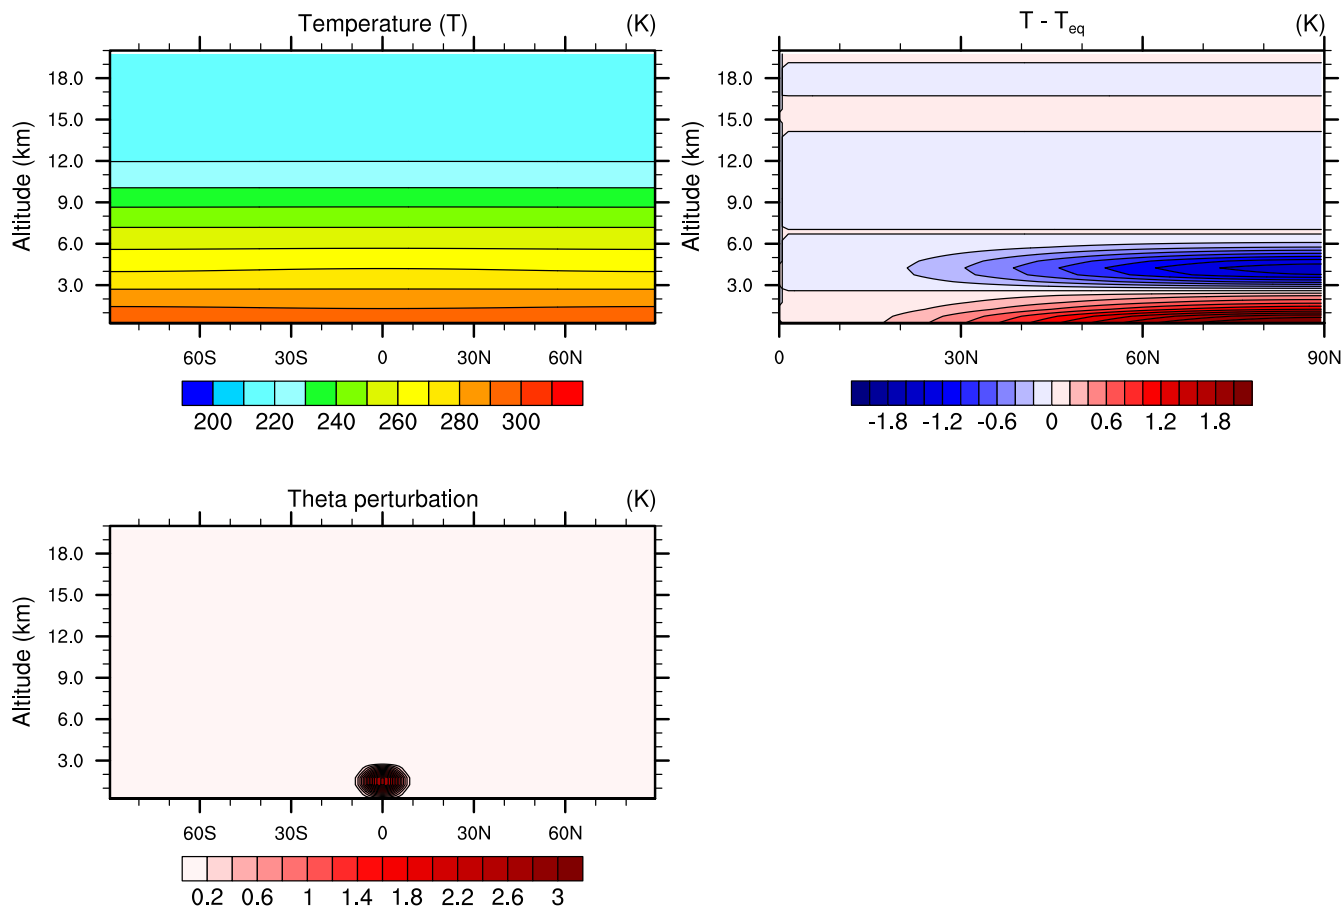 Temperature (T) (K)
18.0
15.0
12.0
9.0
6.0
3.0
Altitude (km)
60S 30S 0 30N 60N
200 220 240 260 280 300
T - Teq (K)
18.0
15.0
12.0
9.0
6.0
3.0
Altitude (km)
0 30N 60N 90N
-1.8 -1.2 -0.6 0 0.6 1.2 1.8
Theta perturbation (K)
18.0
15.0
12.0
9.0
6.0
3.0
Altitude (km)
60S 30S 0 30N 60N
0.2 0.6 1 1.4 1.8 2.2 2.6 3